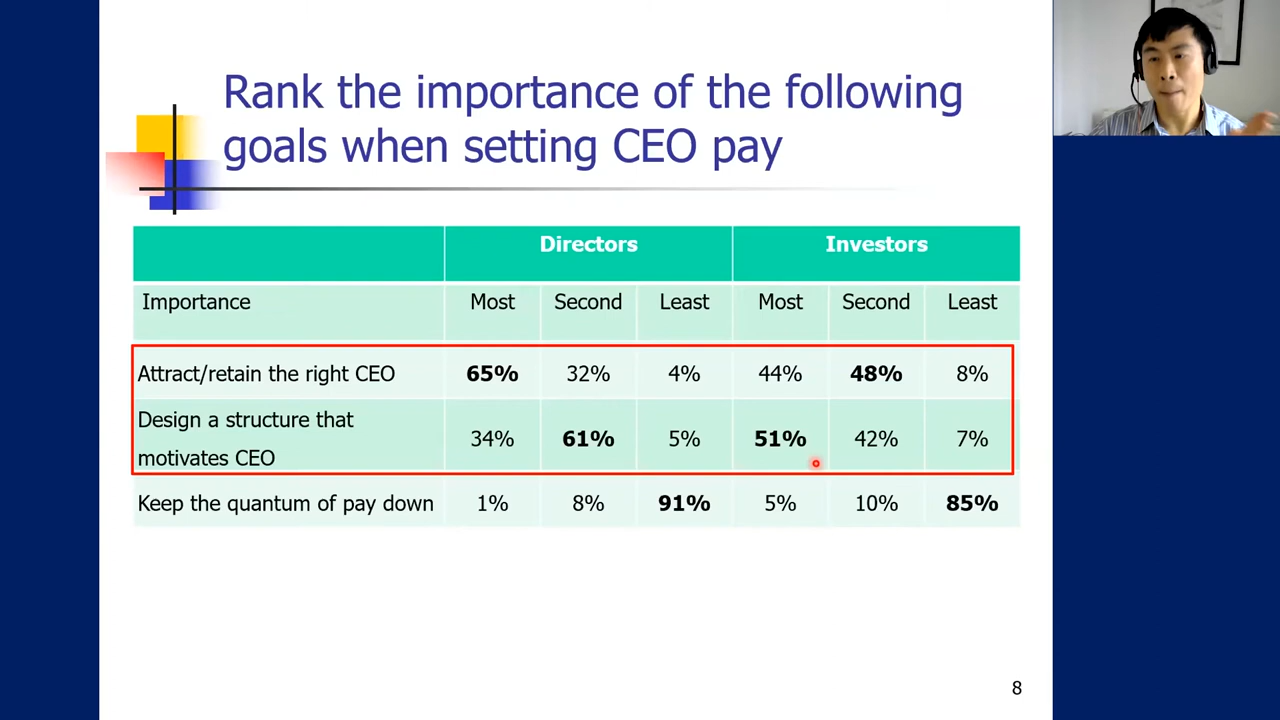 Rank the importance of the following
goals when setting CEO pay
Directors Investors
Importance Most Second Least Most Second Least
Attract/retain the right CEO 65% 32% 4% 44% 48% 8%
Design a structure that
motivates CEO 34% 61% 5% 51% 42% 7%
Keep the quantum of pay down 1% 8% 91% 5% 10% 85%
8